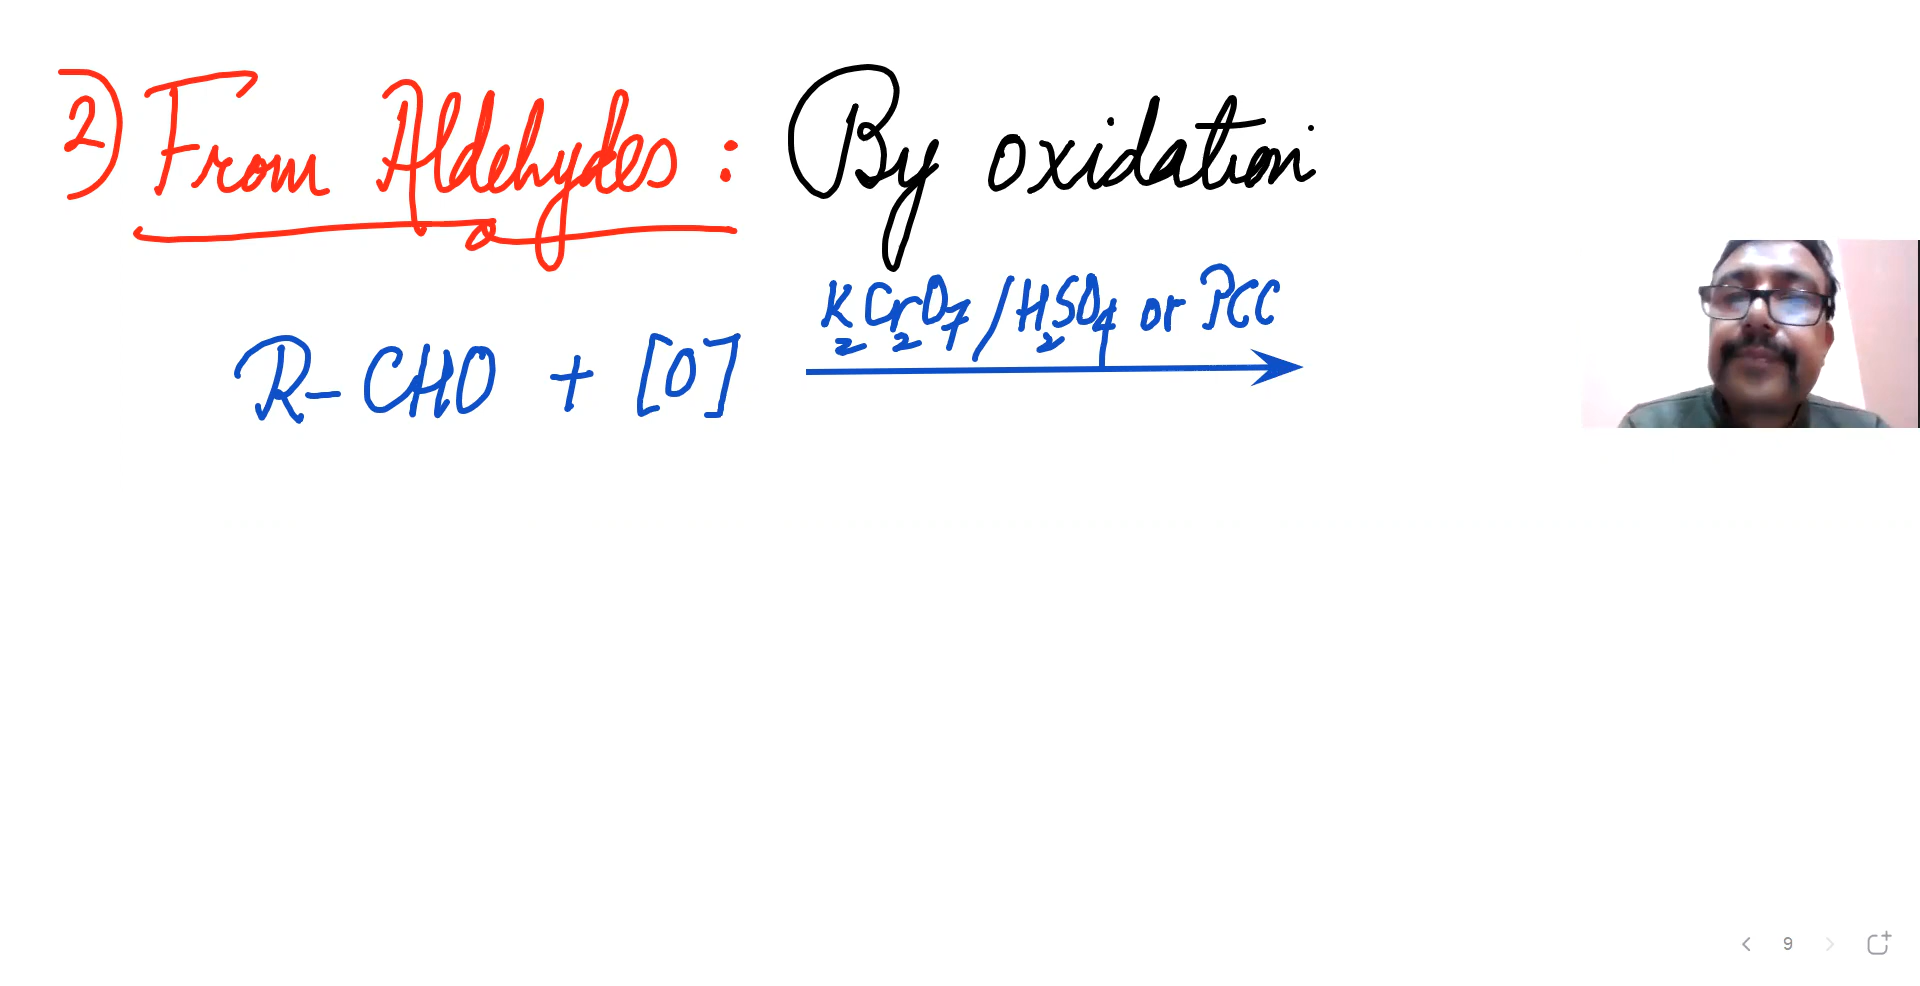 2) From Aldehydes : By oxidation
K2Cr2O7/H2SO4 or PCC
R-CHO + [O]
9